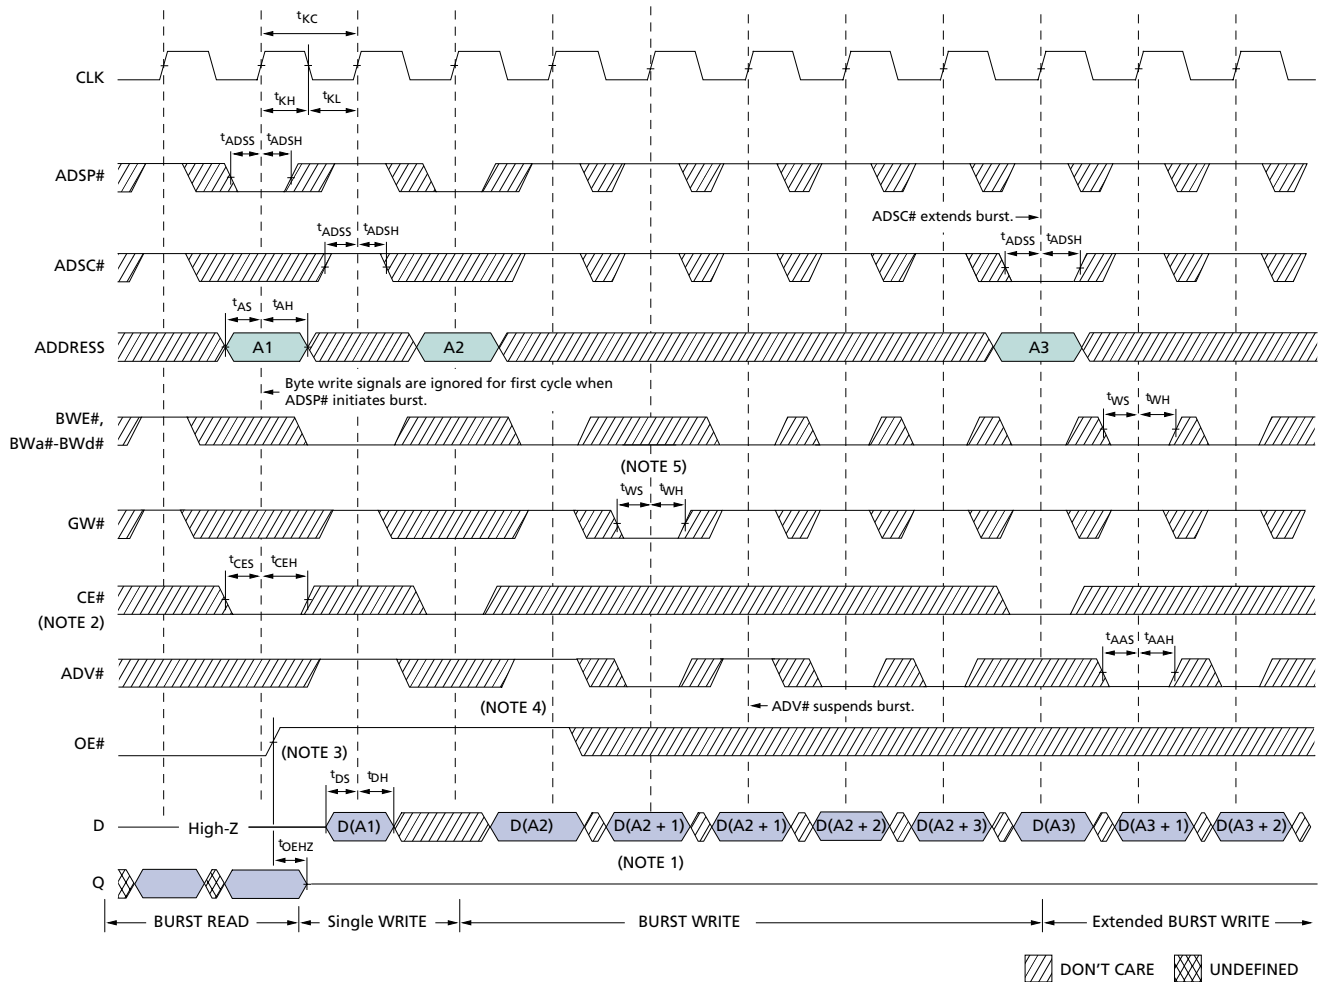 tKC
CLK
tKH tKL
tADSS tADSH
ADSP#
ADSC# extends burst.
tADSS tADSH
tADSS tADSH
ADSC#
tAS tAH
ADDRESS A1 A2 A3
Byte write signals are ignored for first cycle when
ADSP# initiates burst.
BWE#,
BWa#-BWd#
tWS tWH
(NOTE 5)
tWS tWH
GW#
tCES tCEH
CE#
(NOTE 2)
tAAS tAAH
ADV#
(NOTE 4)
ADV# suspends burst.
OE#
(NOTE 3)
tDS tDH
D High-Z D(A1) D(A2) D(A2 + 1) D(A2 + 1) D(A2 + 2) D(A2 + 3) D(A3) D(A3 + 1) D(A3 + 2)
tOEHZ
(NOTE 1)
Q
BURST READ Single WRITE BURST WRITE Extended BURST WRITE
DON'T CARE UNDEFINED